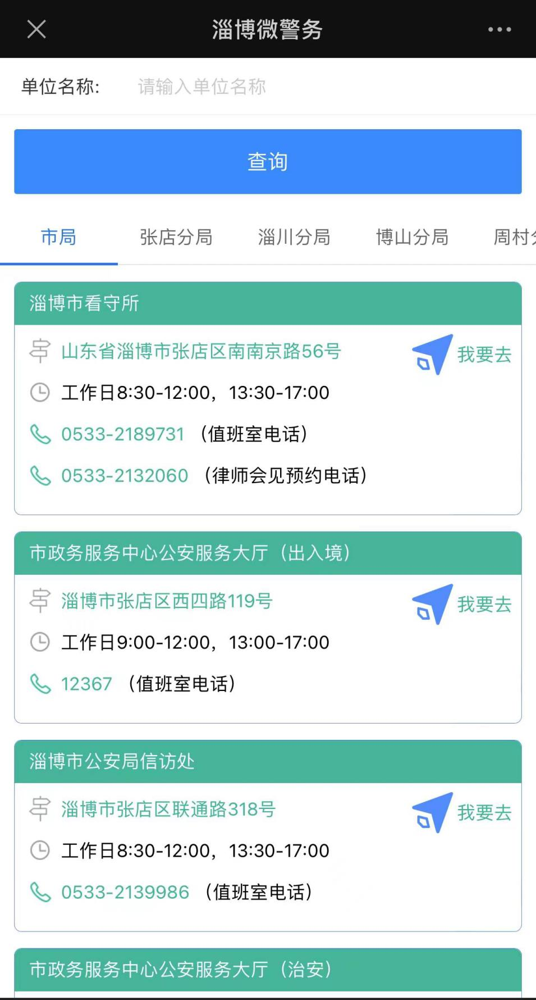 淄博微警务
单位名称: 请输入单位名称
查询
市局 张店分局 淄川分局 博山分局 周村
淄博市看守所
山东省淄博市张店区南南京路56号 我要去
工作日8:30-12:00，13:30-17:00
0533-2189731（值班室电话）
0533-2132060（律师会见预约电话）
市政务服务中心公安服务大厅（出入境）
淄博市张店区西四路119号 我要去
工作日9:00-12:00，13:00-17:00
12367（值班室电话）
淄博市公安局信访处
淄博市张店区联通路318号 我要去
工作日8:30-12:00，13:30-17:00
0533-2139986（值班室电话）
市政务服务中心公安服务大厅（治安）